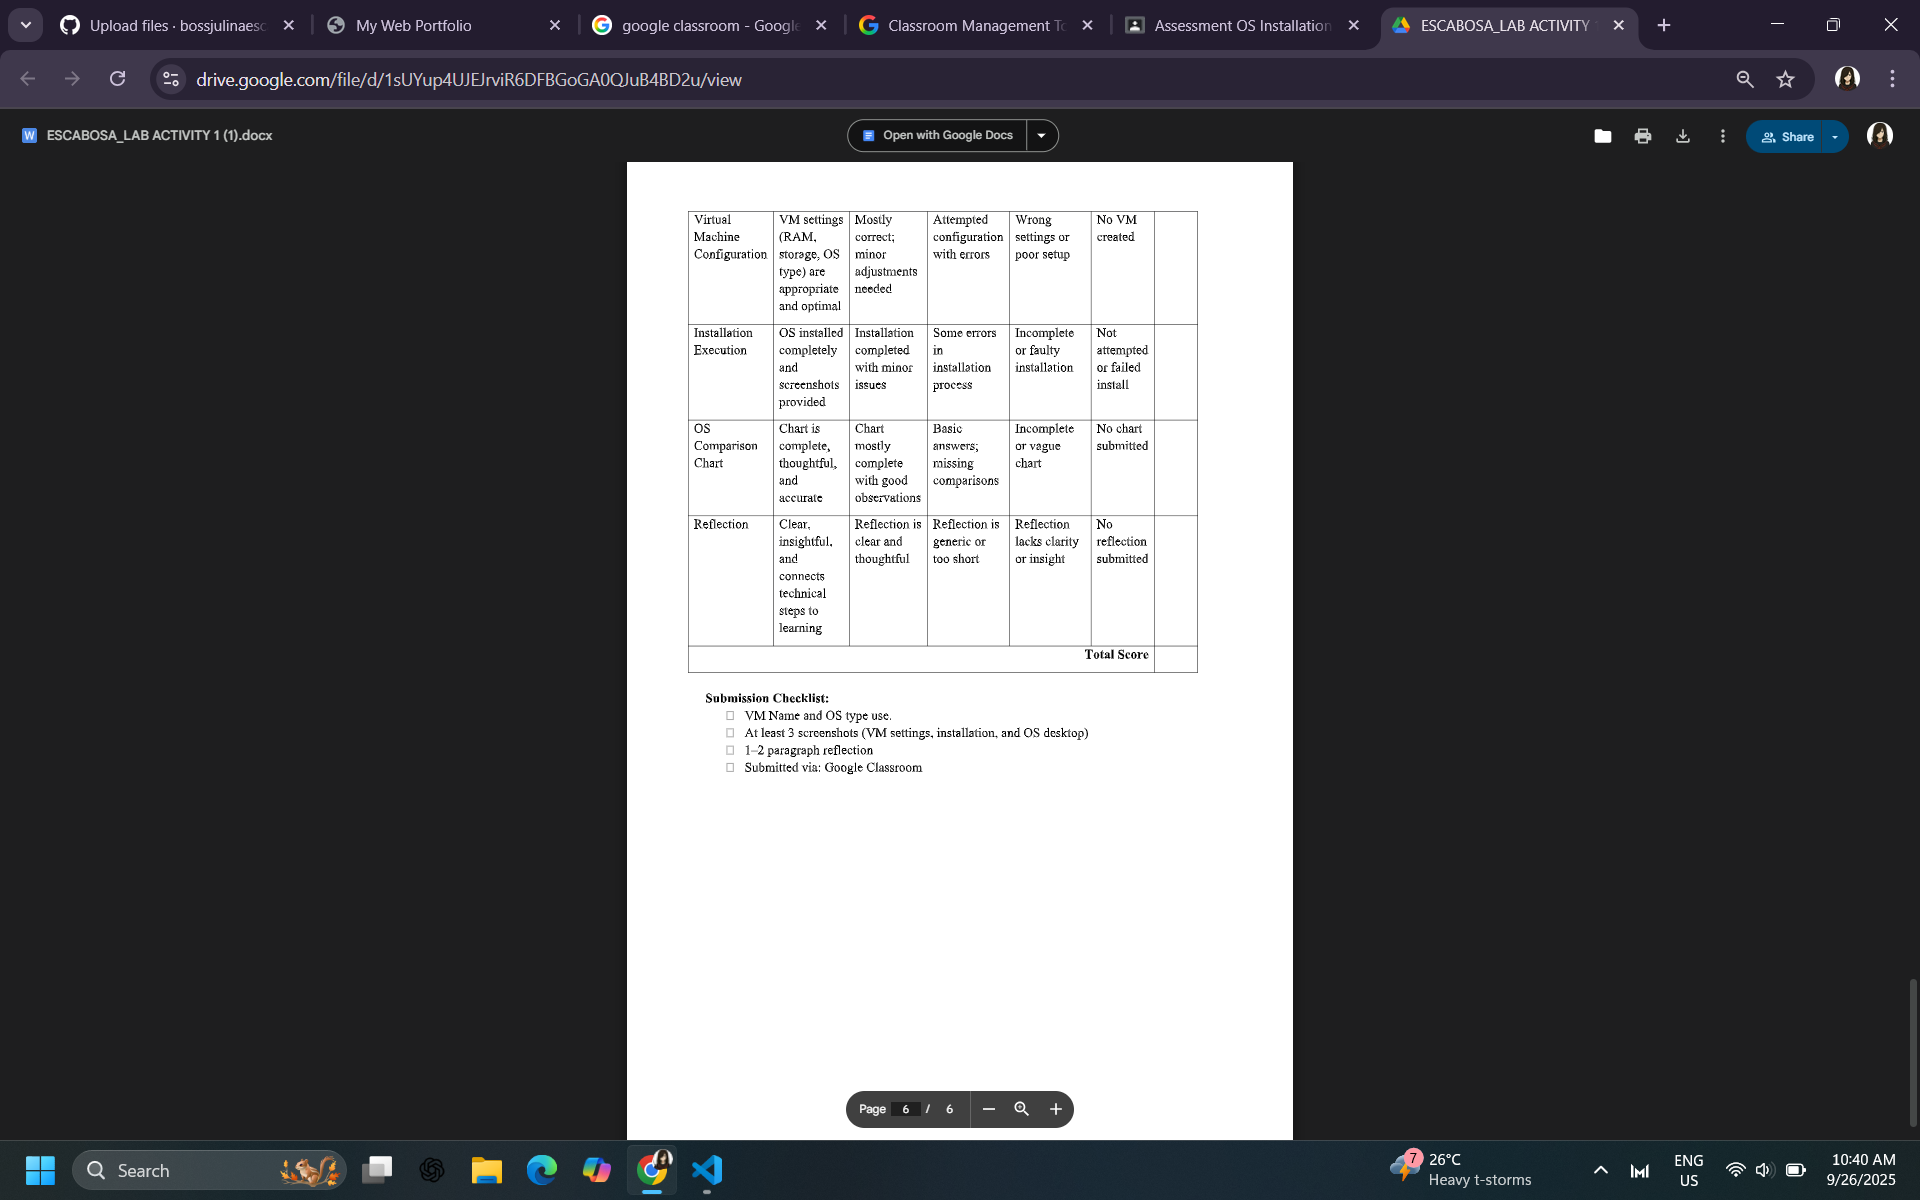 Upload files · bossjulinaesc
My Web Portfolio
google classroom - Google
Classroom Management To
Assessment OS Installation
ESCABOSA_LAB ACTIVITY
drive.google.com/file/d/1sUYup4UJEJrviR6DFBGoGA0QJuB4BD2u/view
W ESCABOSA_LAB ACTIVITY 1 (1).docx
Open with Google Docs
Share
Virtual
Machine
Configuration
VM settings
(RAM,
storage, OS
type) are
appropriate
and optimal
Mostly
correct;
minor
adjustments
needed
Attempted
configuration
with errors
Wrong
settings or
poor setup
No VM
created
Installation
Execution
OS installed
completely
and
screenshots
provided
Installation
completed
with minor
issues
Some errors
in
installation
process
Incomplete
or faulty
installation
Not
attempted
or failed
install
OS
Comparison
Chart
Chart is
complete,
thoughtful,
and
accurate
Chart
mostly
complete
with good
observations
Basic
answers;
missing
comparisons
Incomplete
or vague
chart
No chart
submitted
Reflection
Clear,
insightful,
and
connects
technical
steps to
learning
Reflection is
clear and
thoughtful
Reflection is
generic or
too short
Reflection
lacks clarity
or insight
No
reflection
submitted
Total Score
Submission Checklist:
☐ VM Name and OS type use.
☐ At least 3 screenshots (VM settings, installation, and OS desktop)
☐ 1–2 paragraph reflection
☐ Submitted via: Google Classroom
Page 6 / 6
Search
7
26°C
Heavy t-storms
ENG
US
10:40 AM
9/26/2025